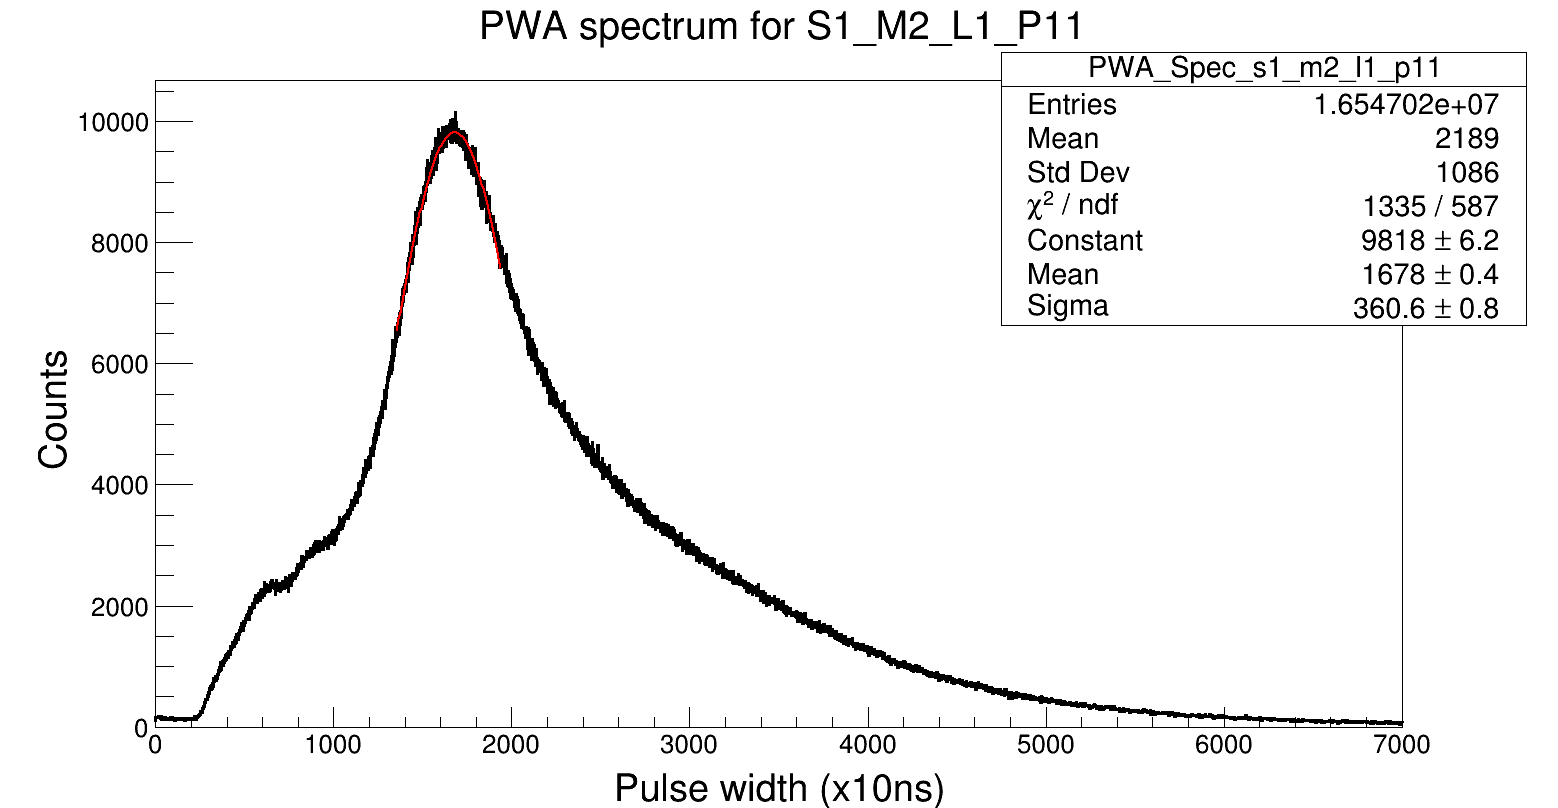 PWA spectrum for S1_M2_L1_P11
PWA_Spec_s1_m2_l1_p11
Entries 1.654702e+07
Mean 2189
Std Dev 1086
χ² / ndf 1335 / 587
Constant 9818 ± 6.2
Mean 1678 ± 0.4
Sigma 360.6 ± 0.8
Counts
10000
8000
6000
4000
2000
0
0 1000 2000 3000 4000 5000 6000 7000
Pulse width (x10ns)